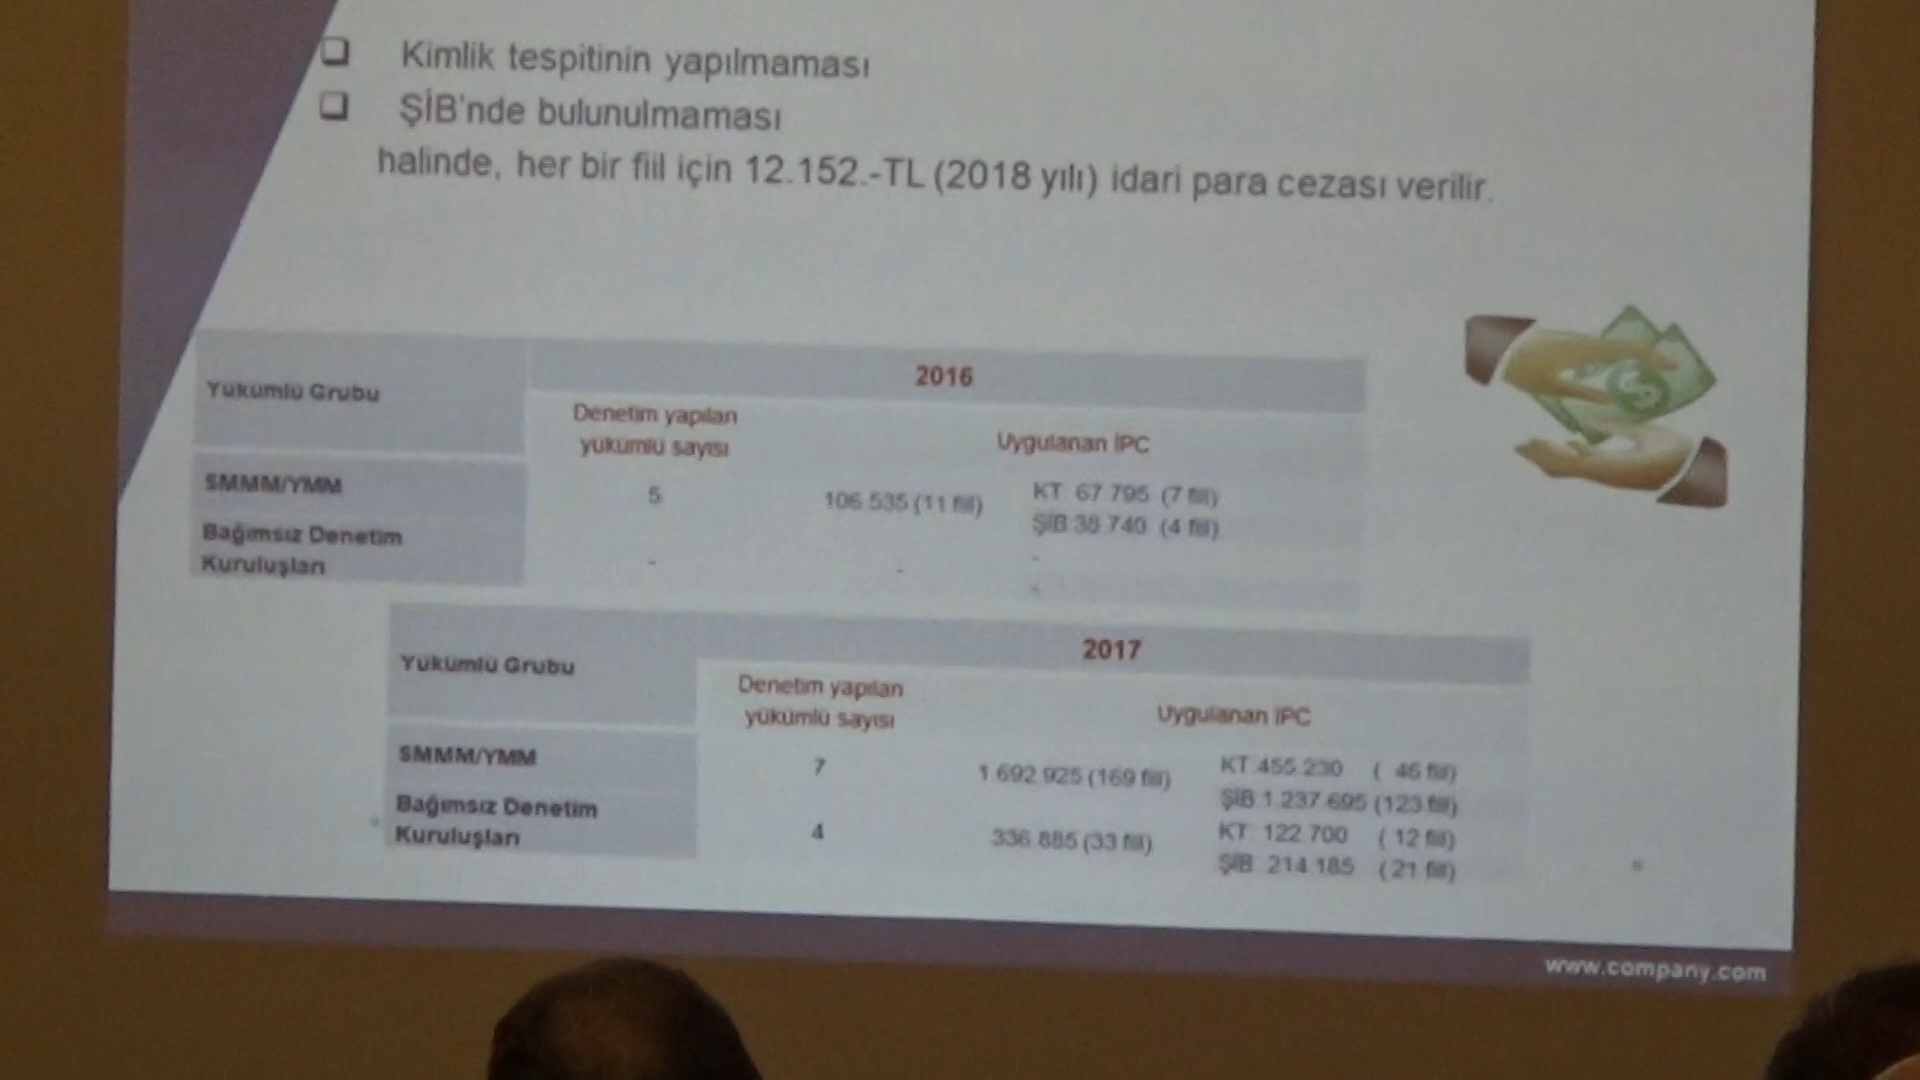 Kimlik tespitinin yapılmaması
ŞİB'nde bulunulmaması
halinde, her bir fiil için 12.152.-TL (2018 yılı) idari para cezası verilir.
Yükümlü Grubu
2016
Denetim yapılan
yükümlü sayısı
Uygulanan İPC
SMMM/YMM
5
106.535 (11 fiil)
KT 67.795 (7 fiil)
ŞİB 38.740 (4 fiil)
Bağımsız Denetim
Kuruluşları
-
-
-
-
Yükümlü Grubu
2017
Denetim yapılan
yükümlü sayısı
Uygulanan İPC
SMMM/YMM
7
1.692.925 (169 fiil)
KT 455.230 ( 46 fiil)
ŞİB 1.237.695 (123 fiil)
Bağımsız Denetim
Kuruluşları
4
336.885 (33 fiil)
KT 122.700 ( 12 fiil)
ŞİB 214.185 ( 21 fiil)
www.company.com